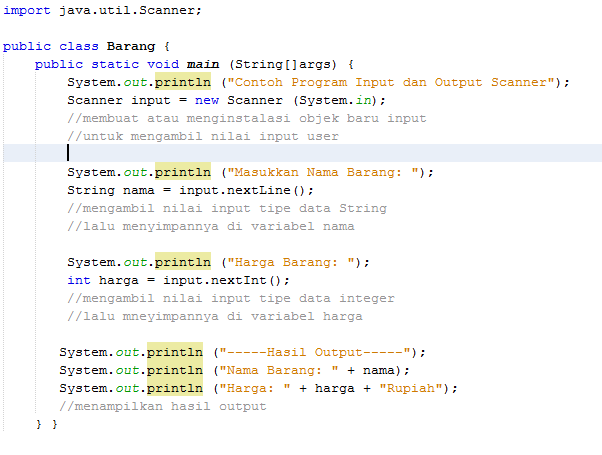 import java.util.Scanner;
public class Barang {
public static void main (String[]args) {
System.out.println ("Contoh Program Input dan Output Scanner");
Scanner input = new Scanner (System.in);
//membuat atau menginstalasi objek baru input
//untuk mengambil nilai input user
System.out.println ("Masukkan Nama Barang: ");
String nama = input.nextLine();
//mengambil nilai input tipe data String
//lalu menyimpannya di variabel nama
System.out.println ("Harga Barang: ");
int harga = input.nextInt();
//mengambil nilai input tipe data integer
//lalu mneyimpannya di variabel harga
System.out.println ("-----Hasil Output-----");
System.out.println ("Nama Barang: " + nama);
System.out.println ("Harga: " + harga + "Rupiah");
//menampilkan hasil output
} }